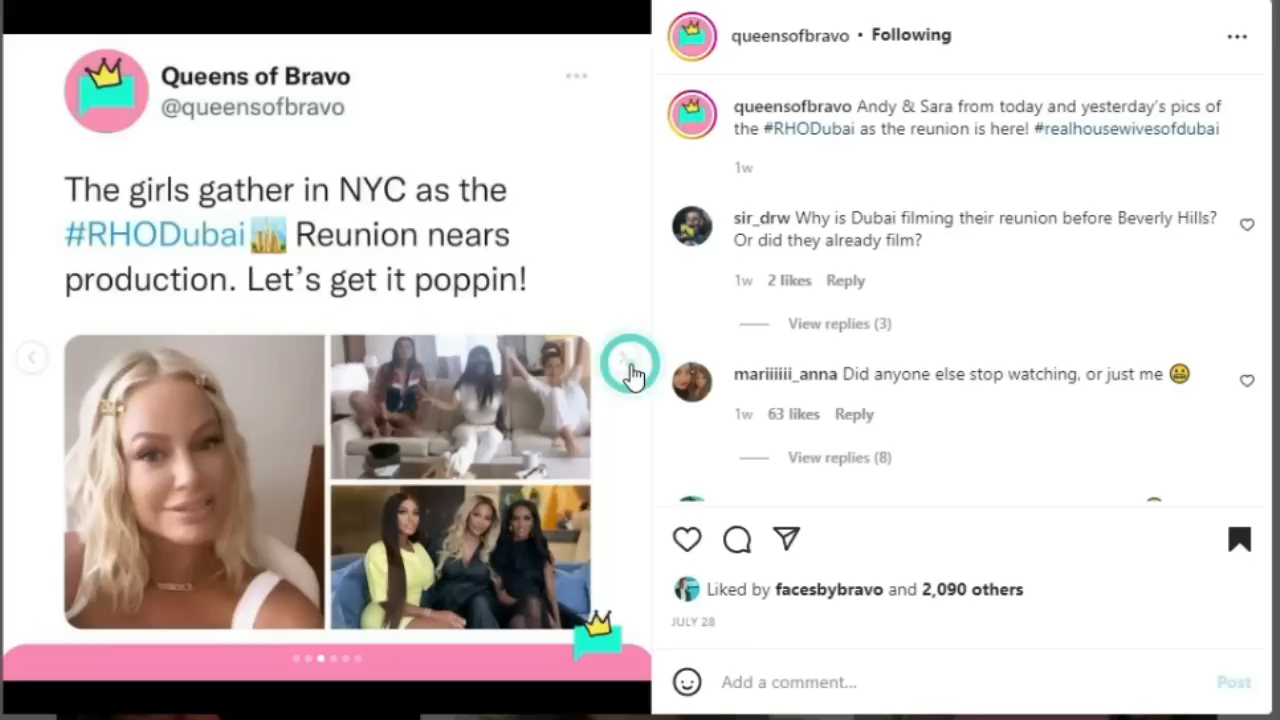 Queens of Bravo
@queensofbravo
The girls gather in NYC as the
#RHODubai Reunion nears
production. Let's get it poppin!
queensofbravo • Following
queensofbravo Andy & Sara from today and yesterday's pics of
the #RHODubai as the reunion is here! #realhousewivesofdubai
1w
sir_drw Why is Dubai filming their reunion before Beverly Hills?
Or did they already film?
1w 2 likes Reply
View replies (3)
mariiiiiii_anna Did anyone else stop watching, or just me 😬
1w 63 likes Reply
View replies (8)
Liked by facesbybravo and 2,090 others
JULY 28
Add a comment...
Post